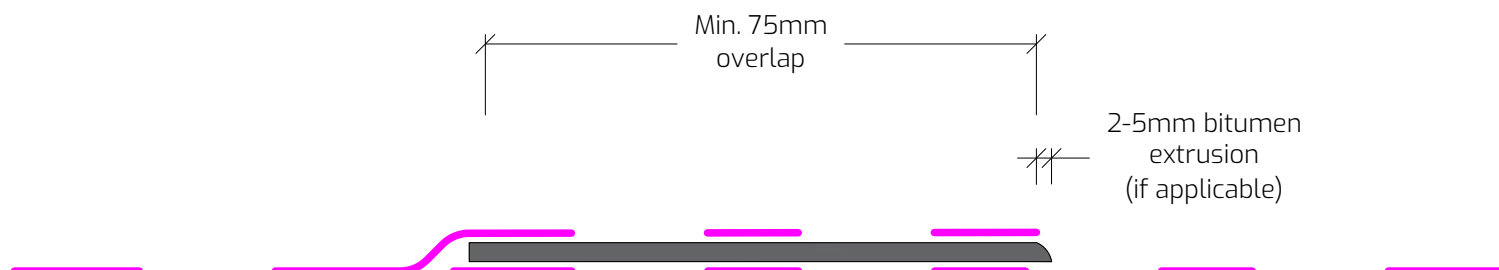 Min. 75mm
overlap
2-5mm bitumen
extrusion
(if applicable)